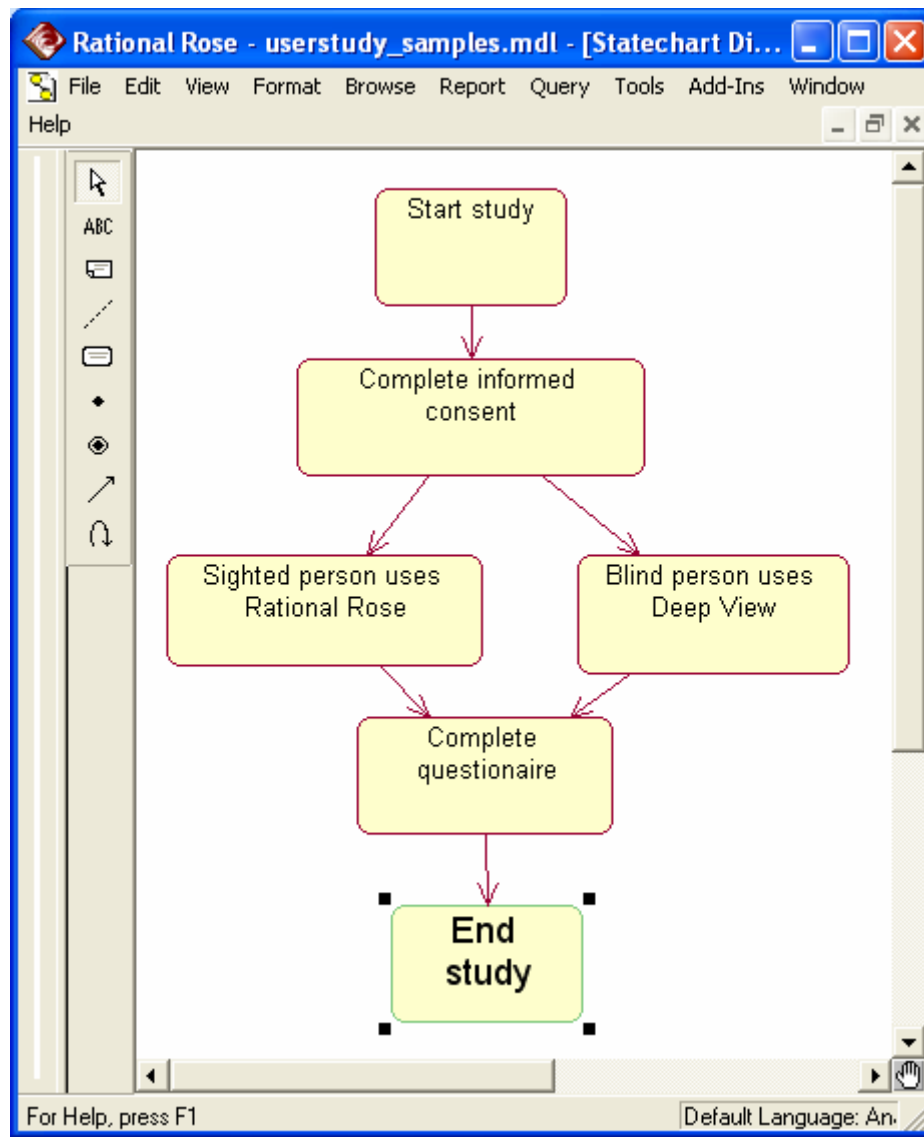 Rational Rose - userstudy_samples.mdl - [Statechart Di...
File Edit View Format Browse Report Query Tools Add-Ins Window
Help
ABC
Start study
Complete informed
consent
Sighted person uses
Rational Rose
Blind person uses
Deep View
Complete
questionaire
End
study
For Help, press F1
Default Language: An